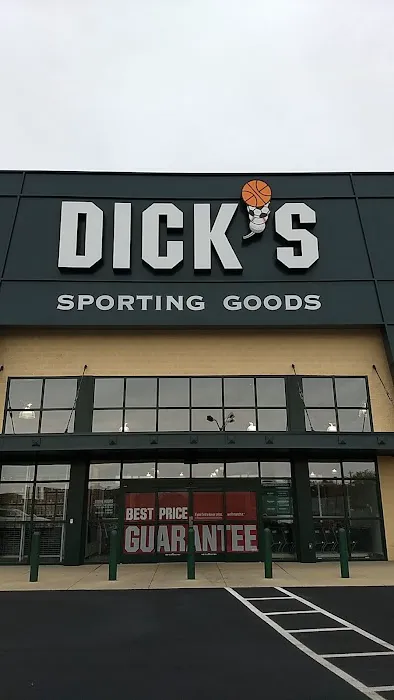 DICK'S
SPORTING GOODS
BEST PRICE
GUARANTEE